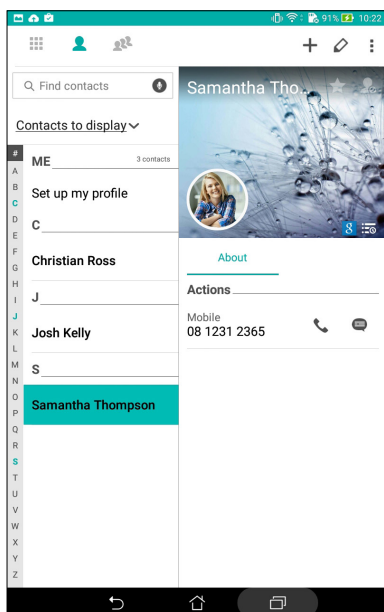 91% 10:22
Find contacts
Contacts to display
#
A
B
C
D
E
F
G
H
I
J
K
L
M
N
O
P
Q
R
S
T
U
V
W
X
Y
Z
ME 3 contacts
Set up my profile
C
Christian Ross
J
Josh Kelly
S
Samantha Thompson
Samantha Tho...
8
About
Actions
Mobile
08 1231 2365